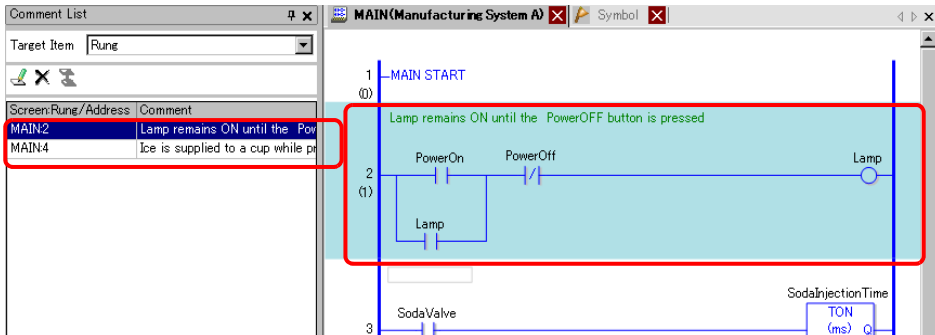 Comment List
Target Item Rung
Screen:Rung/Address Comment
MAIN:2 Lamp remains ON until the Pow
MAIN:4 Ice is supplied to a cup while pr
MAIN(Manufacturing System A) Symbol
1 MAIN START
(0)
Lamp remains ON until the PowerOFF button is pressed
PowerOn PowerOff Lamp
2
(1)
Lamp
SodaInjectionTime
SodaValve TON
3 (ms) Q